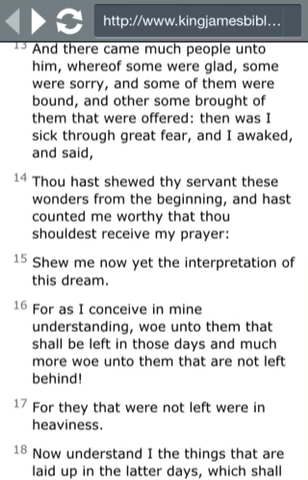 http://www.kingjamesbibl...
13 And there came much people unto
him, whereof some were glad, some
were sorry, and some of them were
bound, and other some brought of
them that were offered: then was I
sick through great fear, and I awaked,
and said,
14 Thou hast shewed thy servant these
wonders from the beginning, and hast
counted me worthy that thou
shouldest receive my prayer:
15 Shew me now yet the interpretation of
this dream.
16 For as I conceive in mine
understanding, woe unto them that
shall be left in those days and much
more woe unto them that are not left
behind!
17 For they that were not left were in
heaviness.
18 Now understand I the things that are
laid up in the latter days, which shall